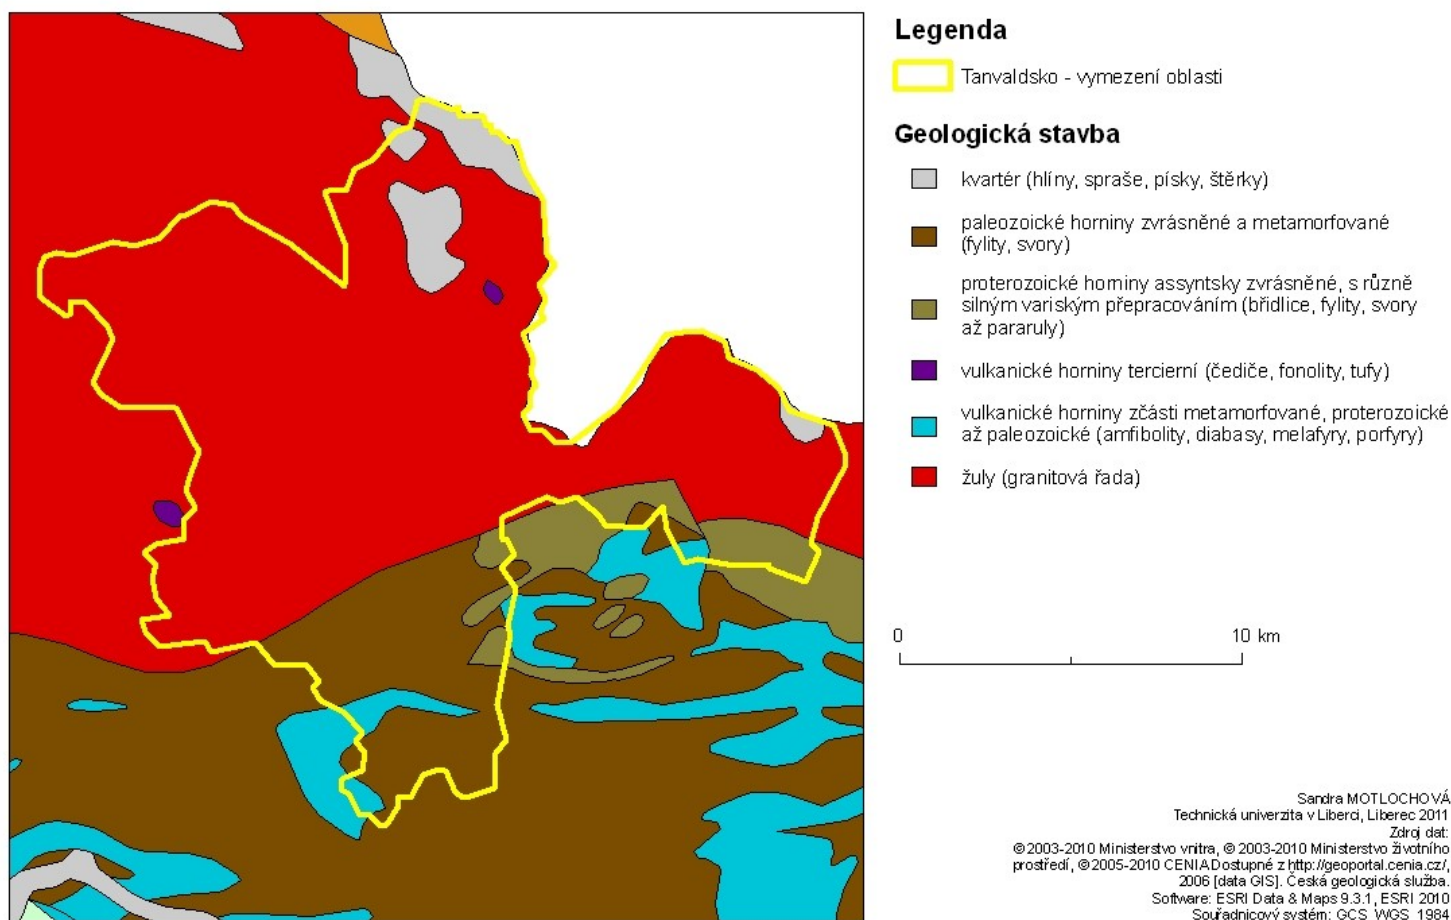 Legenda
Tanvaldsko - vymezení oblasti
Geologická stavba
kvartér (hlíny, spraše, písky, štěrky)
paleozoické horniny zvrásněné a metamorfované
(fylity, svory)
proterozoické horniny assyntsky zvrásněné, s různě
silným variským přepracováním (břidlice, fylity, svory
až pararuly)
vulkanické horniny tercierní (čediče, fonolity, tufy)
vulkanické horniny zčásti metamorfované, proterozoické
až paleozoické (amfibolity, diabasy, melafyry, porfyry)
žuly (granitová řada)
0 10 km
Sandra MOTLOCHOVÁ
Technická univerzita v Liberci, Liberec 2011
Zdroj dat:
© 2003-2010 Ministerstvo vnitra, © 2003-2010 Ministerstvo životního
prostředí, © 2005-2010 CENIA Dostupné z http://geoportal.cenia.cz/,
2006 [data GIS]. Česká geologická služba.
Software: ESRI Data & Maps 9.3.1, ESRI 2010
Souřadnicový systém: GCS_WGS_1984